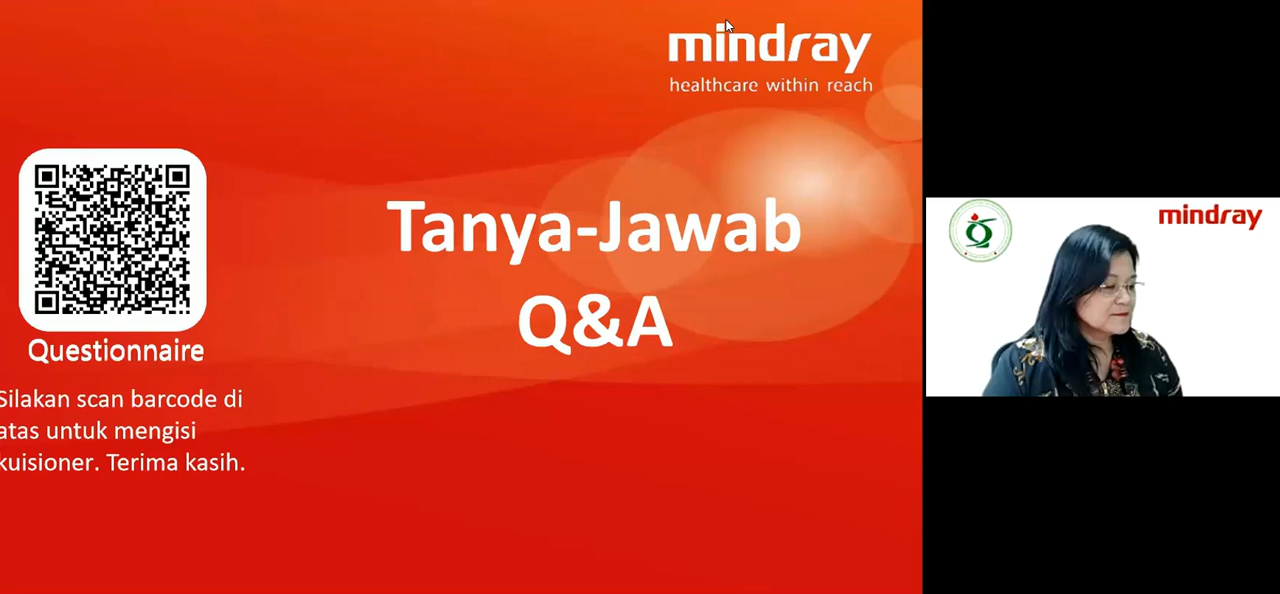 mindray
healthcare within reach
Tanya-Jawab
Q&A
Questionnaire
Silakan scan barcode di
atas untuk mengisi
kuisioner. Terima kasih.
mindray